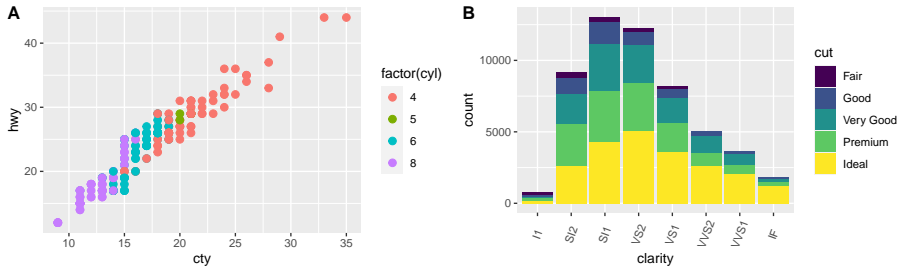 A
hwy
40
30
20
10
15
20
25
30
35
cty
factor(cyl)
4
5
6
8
B
count
10000
5000
0
I1
SI2
SI1
VS2
VS1
VVS2
VVS1
IF
clarity
cut
Fair
Good
Very Good
Premium
Ideal